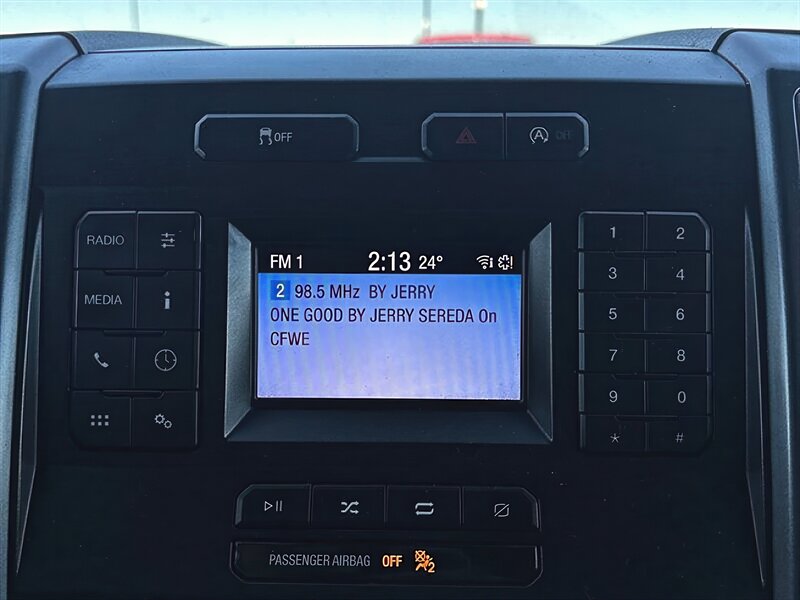 OFF
A OFF
RADIO
MEDIA
i
FM 1 2:13 24° i !
2 98.5 MHz BY JERRY
ONE GOOD BY JERRY SEREDA On
CFWE
1 2
3 4
5 6
7 8
9 0
* #
PASSENGER AIRBAG OFF 2